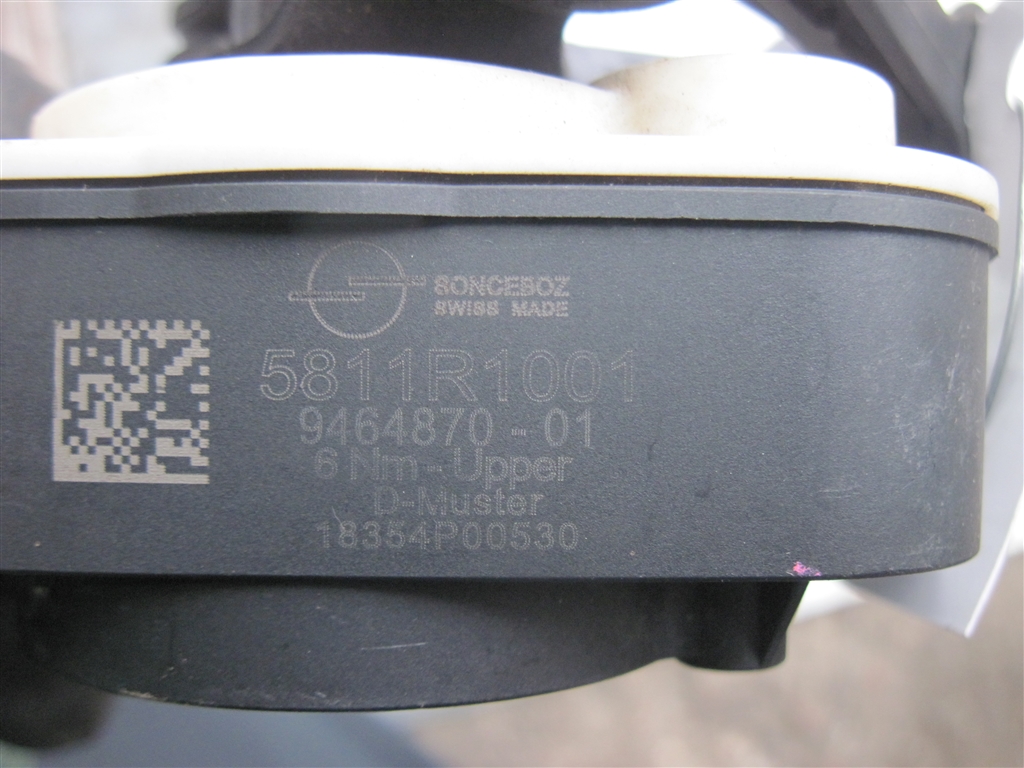 SONCEBOZ
SWISS MADE
5811R1001
9464870 - 01
6 Nm - Upper
D-Muster
18354P00530